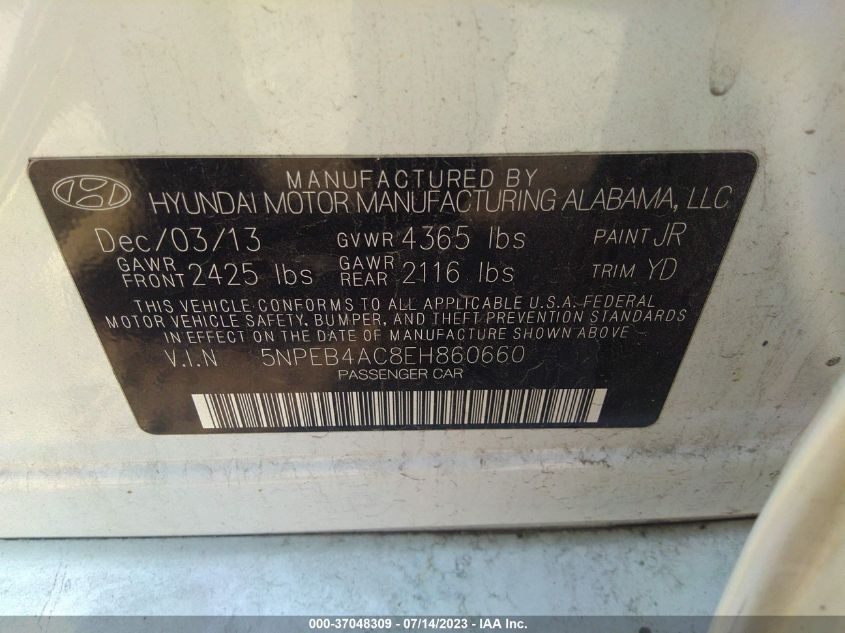 MANUFACTURED BY
HYUNDAI MOTOR MANUFACTURING ALABAMA, LLC
Dec/03/13 GVWR 4365 lbs PAINT JR
GAWR FRONT 2425 lbs GAWR REAR 2116 lbs TRIM YD
THIS VEHICLE CONFORMS TO ALL APPLICABLE U.S.A. FEDERAL
MOTOR VEHICLE SAFETY, BUMPER, AND THEFT PREVENTION STANDARDS
IN EFFECT ON THE DATE OF MANUFACTURE SHOWN ABOVE
V.I.N 5NPEB4AC8EH860660
PASSENGER CAR
000-37048309 - 07/14/2023 - IAA Inc.